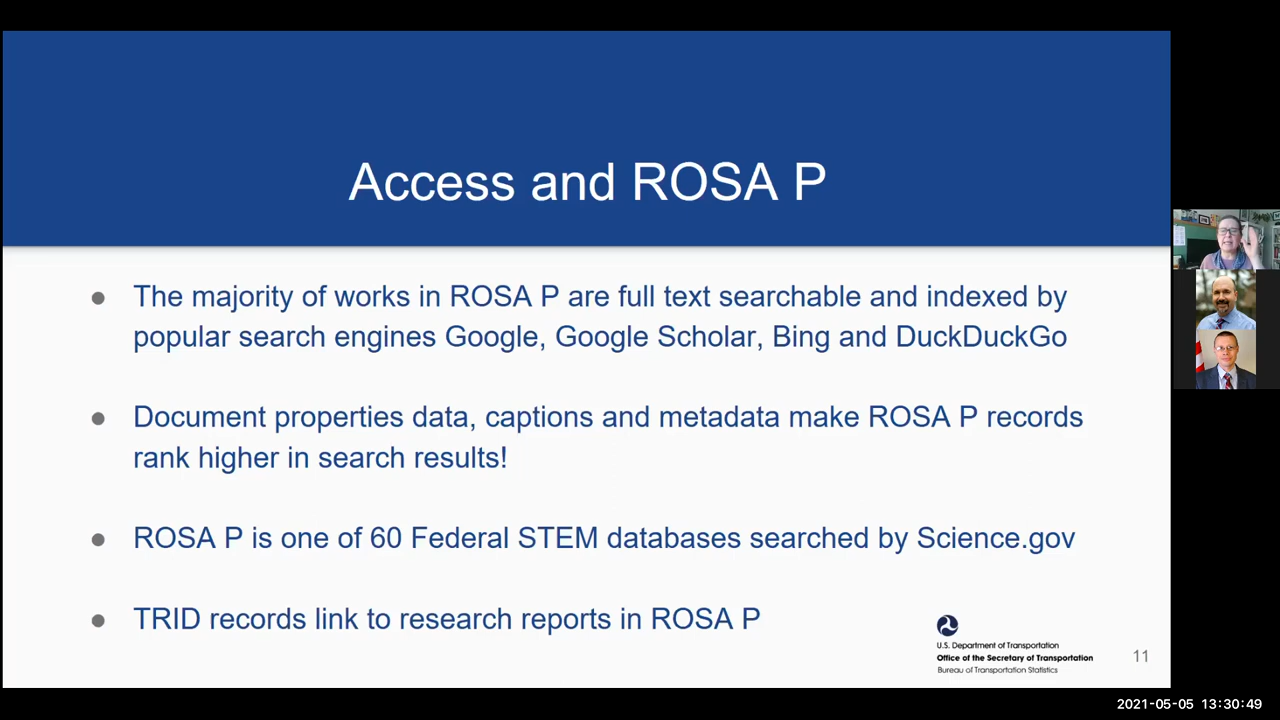 Access and ROSA P
The majority of works in ROSA P are full text searchable and indexed by
popular search engines Google, Google Scholar, Bing and DuckDuckGo
Document properties data, captions and metadata make ROSA P records
rank higher in search results!
ROSA P is one of 60 Federal STEM databases searched by Science.gov
TRID records link to research reports in ROSA P
U.S. Department of Transportation
Office of the Secretary of Transportation
Bureau of Transportation Statistics
11
2021-05-05 13:30:49